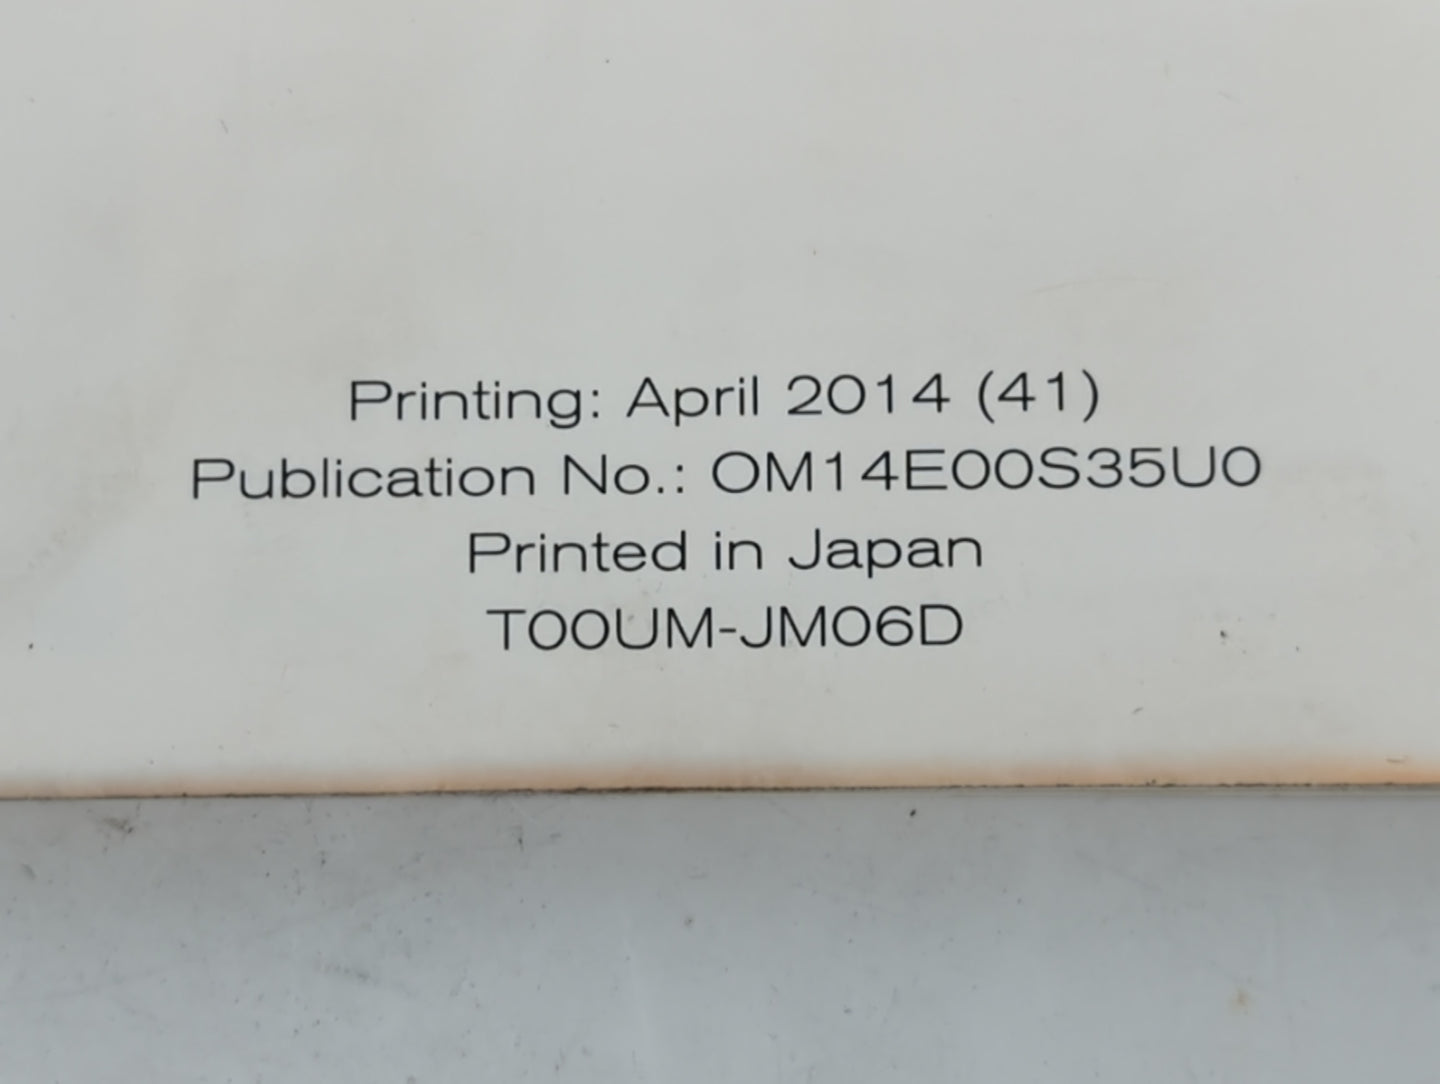 Printing: April 2014 (41)
Publication No.: OM14E00S35U0
Printed in Japan
T00UM-JM06D